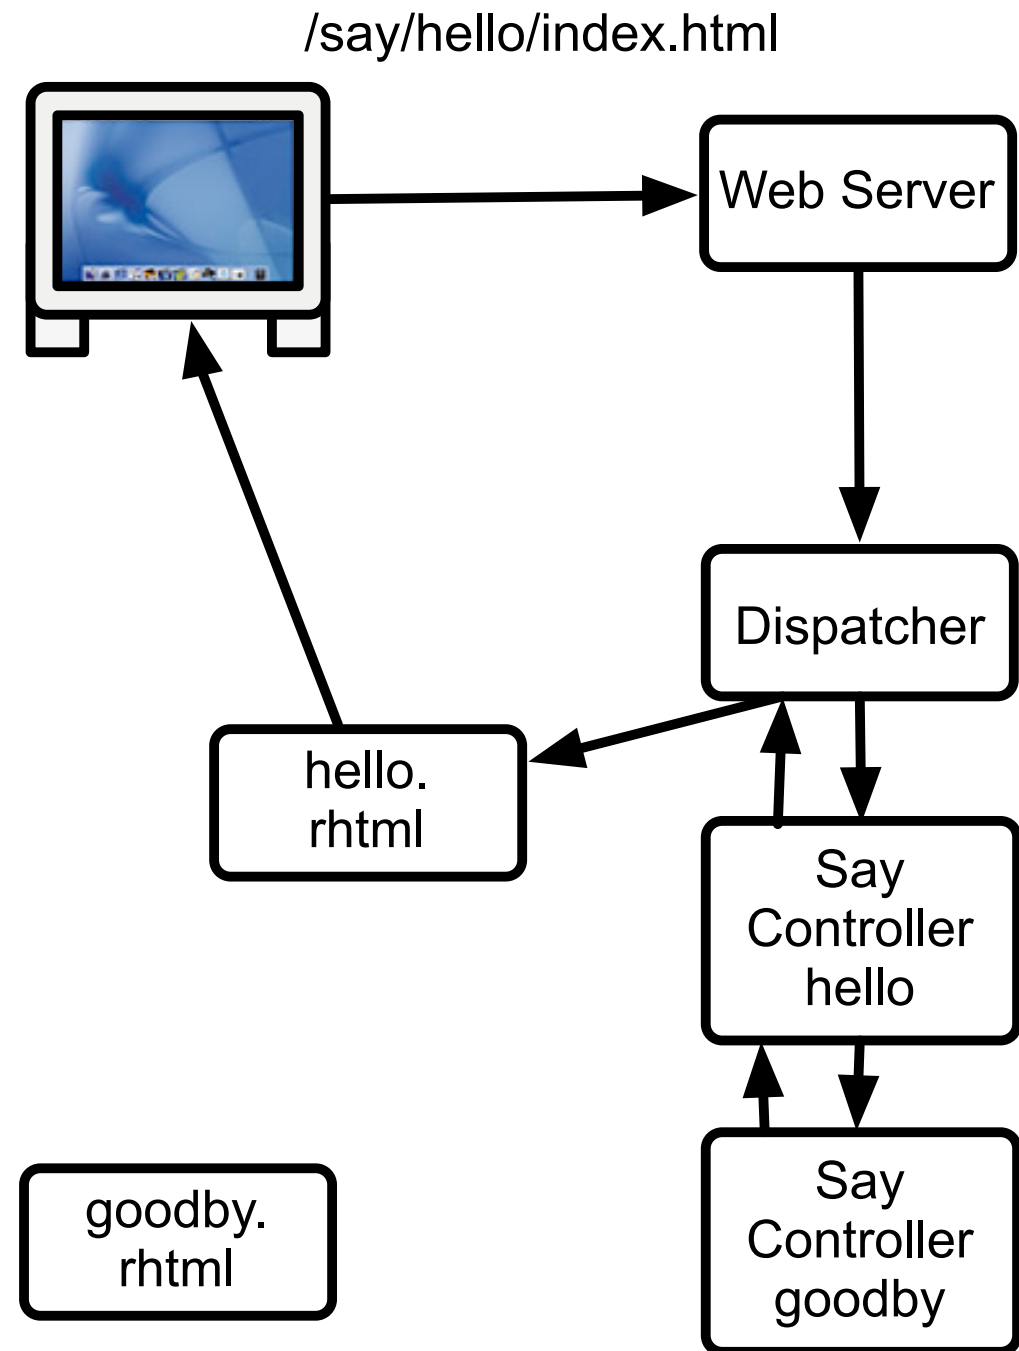 /say/hello/index.html
Web Server
Dispatcher
hello.
rhtml
Say
Controller
hello
goodby.
rhtml
Say
Controller
goodby